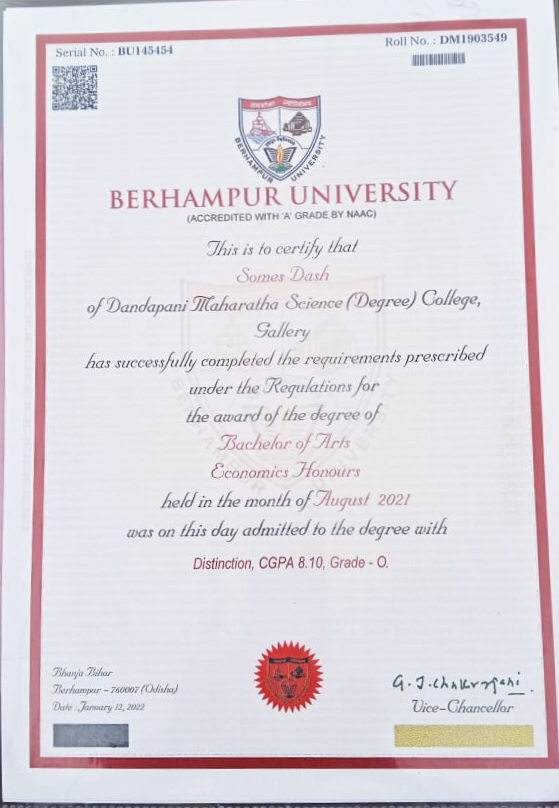 Serial No. : BU145454
Roll No. : DM1903549
BERHAMPUR UNIVERSITY
BERHAMPUR UNIVERSITY
(ACCREDITED WITH 'A' GRADE BY NAAC)
This is to certify that
Somes Dash
of Dandapani Maharatha Science (Degree) College,
Gallery
has successfully completed the requirements prescribed
under the Regulations for
the award of the degree of
Bachelor of Arts
Economics Honours
held in the month of August 2021
was on this day admitted to the degree with
Distinction, CGPA 8.10, Grade - O.
Bhanja Bihar
Berhampur - 760007 (Odisha)
Date : January 12, 2022
Vice-Chancellor